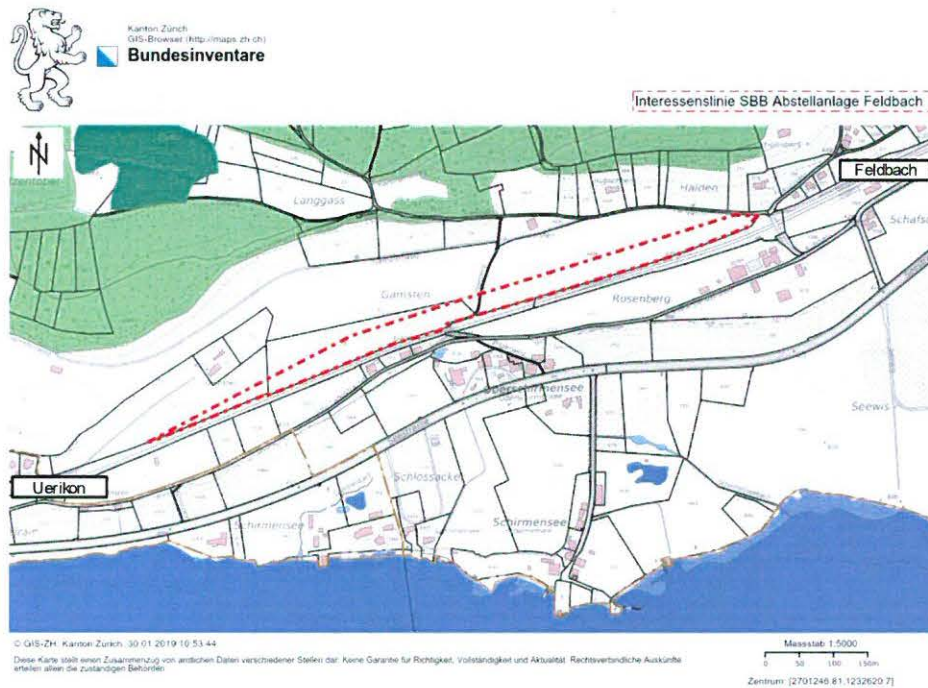 Kanton Zürich
GIS-Browser (http://maps.zh.ch)
Bundesinventare
Interessenslinie SBB Abstellanlage Feldbach
N
Feldbach
Langgass
Halden
Schafs
Gamsten
Rosenberg
Oberschirmensee
Seewis
Uerikon
Schlossacker
Schirmensee
Schirmensee
© GIS-ZH, Kanton Zürich, 30.01.2019 10:53:44
Diese Karte stellt einen Zusammenzug von amtlichen Daten verschiedener Stellen dar. Keine Garantie für Richtigkeit, Vollständigkeit und Aktualität. Rechtsverbindliche Auskünfte
erteilen allein die zuständigen Behörden.
Massstab 1:5000
0 50 100 150m
Zentrum: [2701246.81,1232620.7]